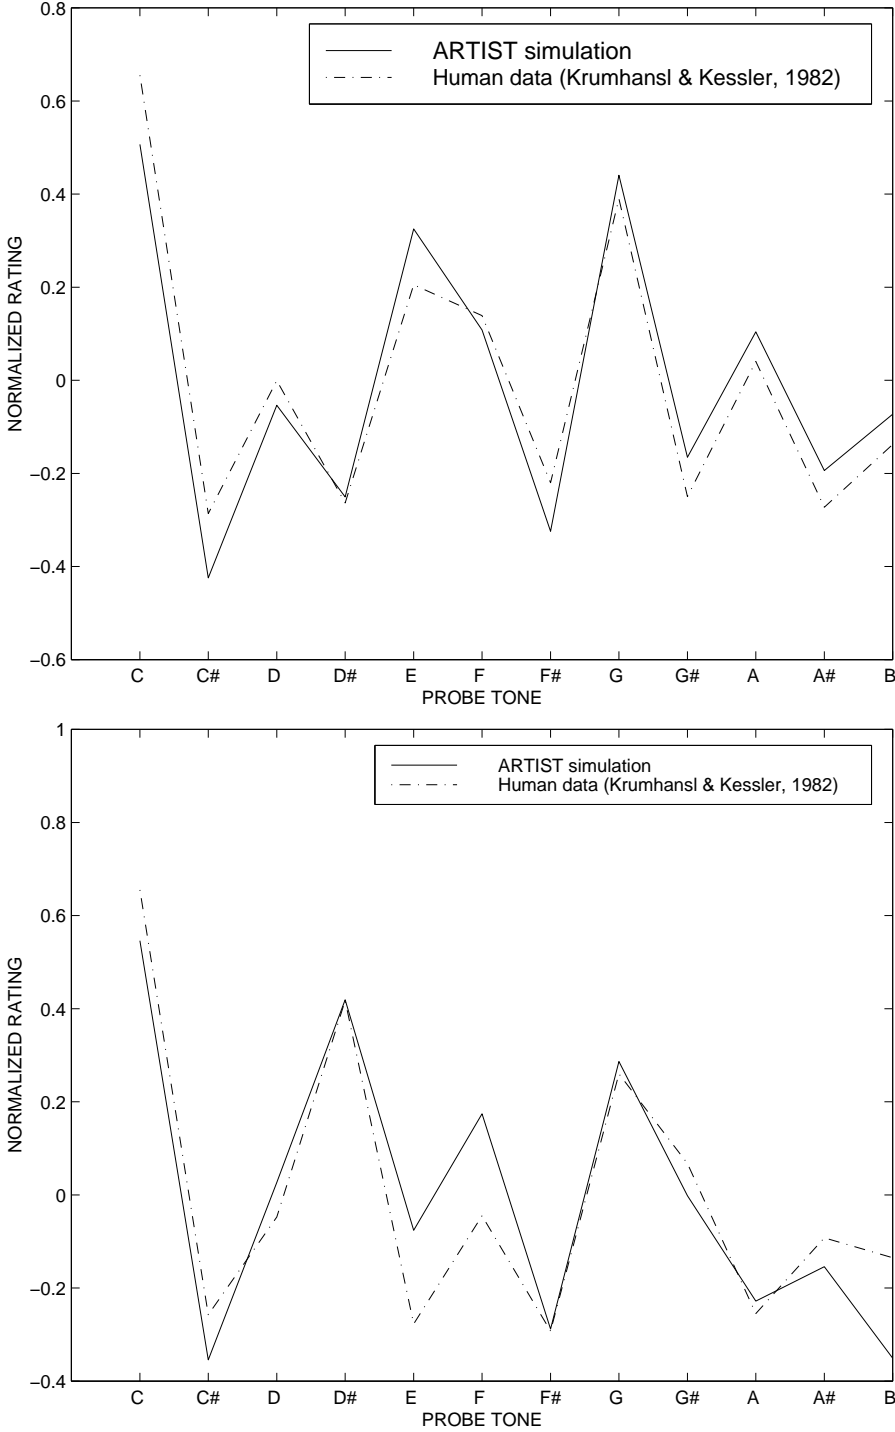 0.8
ARTIST simulation
Human data (Krumhansl & Kessler, 1982)
0.6
0.4
0.2
0
−0.2
−0.4
−0.6
NORMALIZED RATING
C C# D D# E F F# G G# A A# B
PROBE TONE
1
ARTIST simulation
Human data (Krumhansl & Kessler, 1982)
0.8
0.6
0.4
0.2
0
−0.2
−0.4
NORMALIZED RATING
C C# D D# E F F# G G# A A# B
PROBE TONE